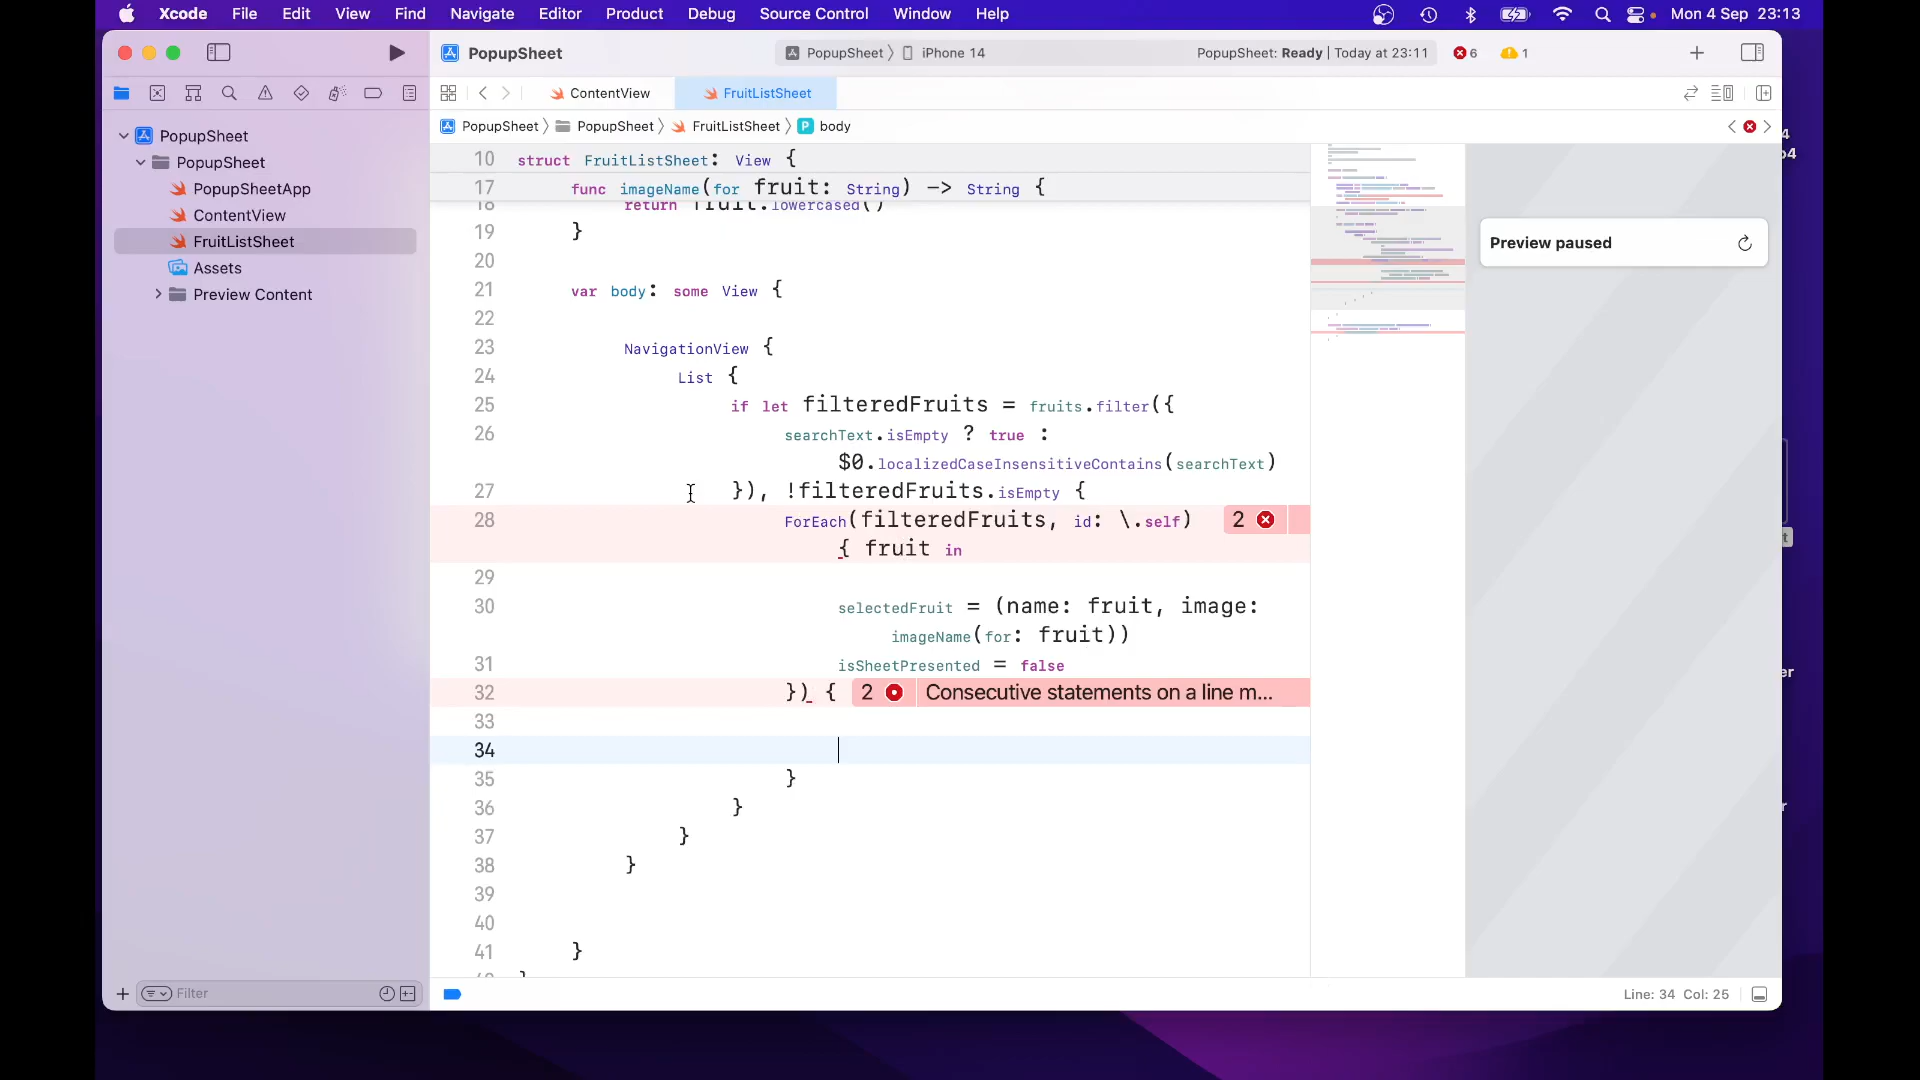 Xcode File Edit View Find Navigate Editor Product Debug Source Control Window Help Mon 4 Sep 23:13
PopupSheet PopupSheet iPhone 14 PopupSheet: Ready | Today at 23:11 6 1
ContentView FruitListSheet
PopupSheet PopupSheet FruitListSheet P body
PopupSheet
PopupSheet
PopupSheetApp
ContentView
FruitListSheet
Assets
Preview Content
10 struct FruitListSheet: View {
17 func imageName(for fruit: String) -> String {
18 return fruit.lowercased()
19 }
20
21 var body: some View {
22
23 NavigationView {
24 List {
25 if let filteredFruits = fruits.filter({
26 searchText.isEmpty ? true :
$0.localizedCaseInsensitiveContains(searchText)
27 }), !filteredFruits.isEmpty {
28 ForEach(filteredFruits, id: \.self) 2
{ fruit in
29
30 selectedFruit = (name: fruit, image:
imageName(for: fruit))
31 isSheetPresented = false
32 }) { 2 Consecutive statements on a line m...
33
34
35 }
36 }
37 }
38 }
39
40
41 }
Preview paused
Filter
Line: 34 Col: 25